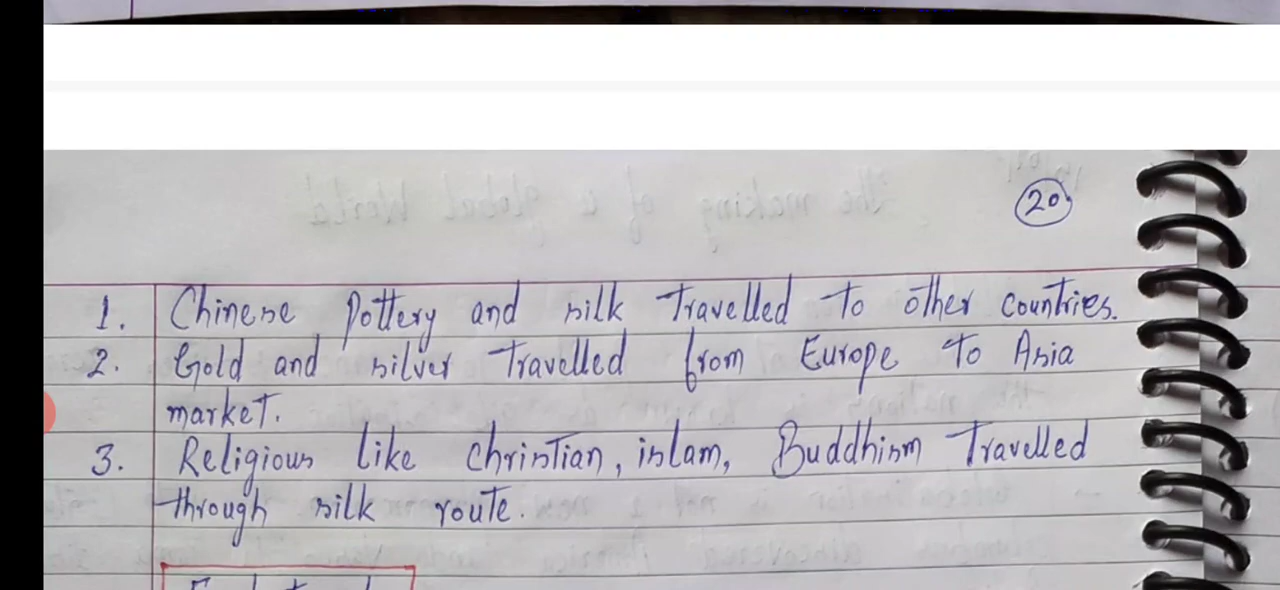 20
1. Chinese Pottery and silk Travelled To other countries.
2. Gold and silver Travelled from Europe To Asia
market.
3. Religious like christian, islam, Buddhism Travelled
through silk route.